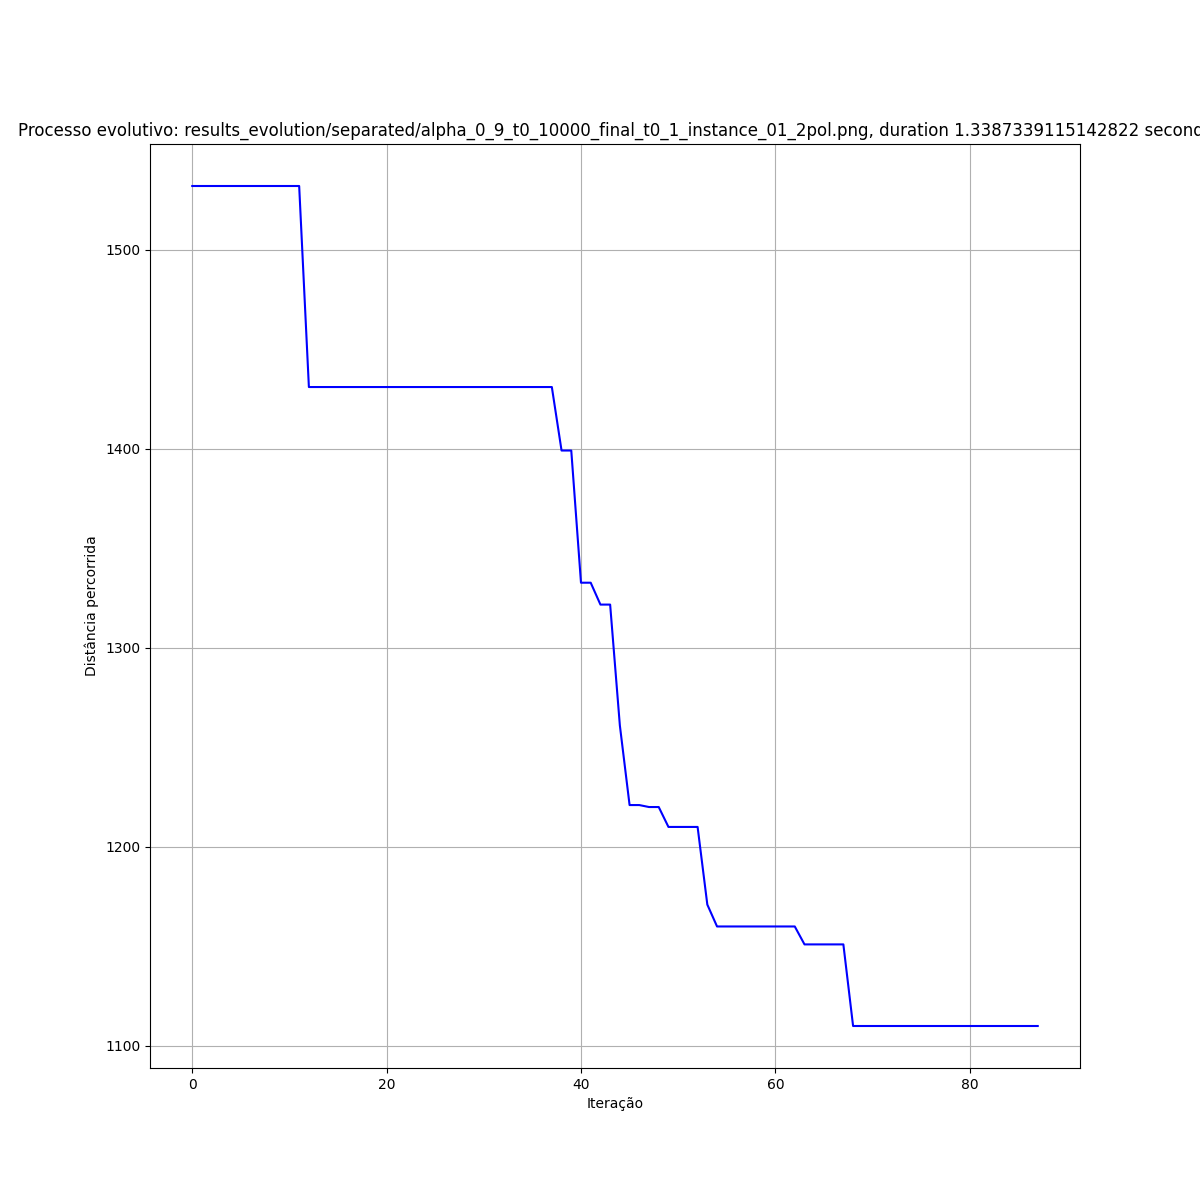 Processo evolutivo: results_evolution/separated/alpha_0_9_t0_10000_final_t0_1_instance_01_2pol.png, duration 1.3387339115142822
1500
1400
1300
1200
1100
Distância percorrida
0 20 40 60 80
Iteração